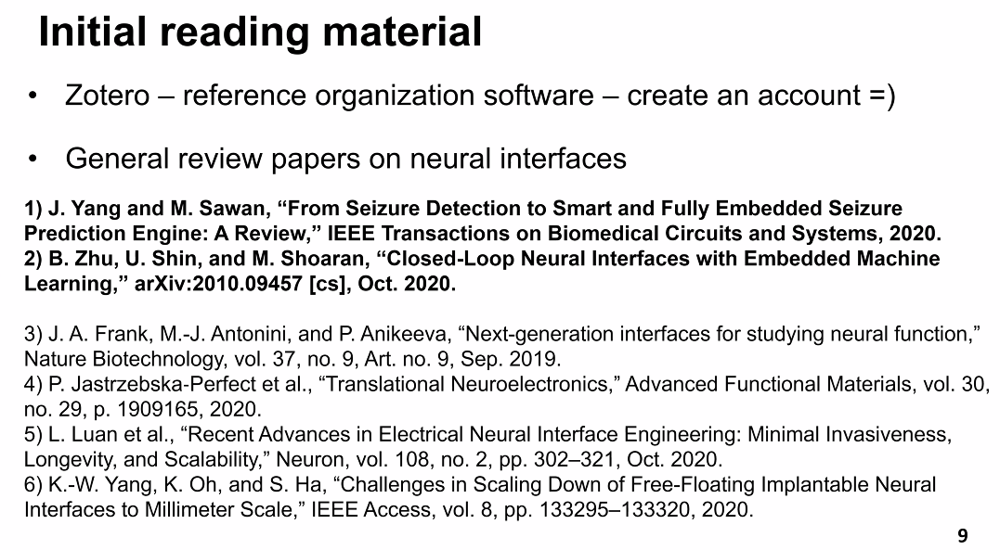 Initial reading material
• Zotero – reference organization software – create an account =)
• General review papers on neural interfaces
1) J. Yang and M. Sawan, “From Seizure Detection to Smart and Fully Embedded Seizure
Prediction Engine: A Review,” IEEE Transactions on Biomedical Circuits and Systems, 2020.
2) B. Zhu, U. Shin, and M. Shoaran, “Closed-Loop Neural Interfaces with Embedded Machine
Learning,” arXiv:2010.09457 [cs], Oct. 2020.
3) J. A. Frank, M.-J. Antonini, and P. Anikeeva, “Next-generation interfaces for studying neural function,”
Nature Biotechnology, vol. 37, no. 9, Art. no. 9, Sep. 2019.
4) P. Jastrzebska-Perfect et al., “Translational Neuroelectronics,” Advanced Functional Materials, vol. 30,
no. 29, p. 1909165, 2020.
5) L. Luan et al., “Recent Advances in Electrical Neural Interface Engineering: Minimal Invasiveness,
Longevity, and Scalability,” Neuron, vol. 108, no. 2, pp. 302–321, Oct. 2020.
6) K.-W. Yang, K. Oh, and S. Ha, “Challenges in Scaling Down of Free-Floating Implantable Neural
Interfaces to Millimeter Scale,” IEEE Access, vol. 8, pp. 133295–133320, 2020.
9